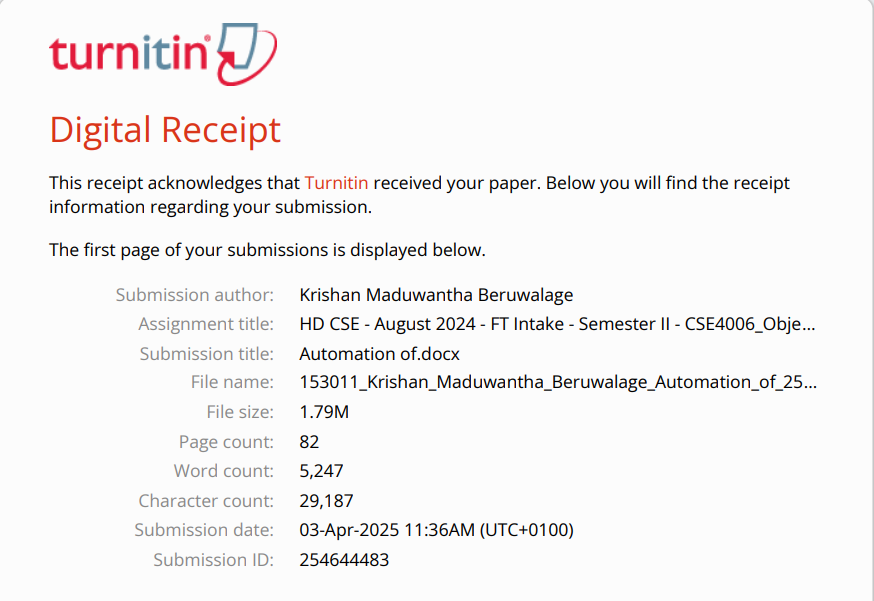 turnitin
Digital Receipt
This receipt acknowledges that Turnitin received your paper. Below you will find the receipt
information regarding your submission.
The first page of your submissions is displayed below.
Submission author: Krishan Maduwantha Beruwalage
Assignment title: HD CSE - August 2024 - FT Intake - Semester II - CSE4006_Obje...
Submission title: Automation of.docx
File name: 153011_Krishan_Maduwantha_Beruwalage_Automation_of_25...
File size: 1.79M
Page count: 82
Word count: 5,247
Character count: 29,187
Submission date: 03-Apr-2025 11:36AM (UTC+0100)
Submission ID: 254644483